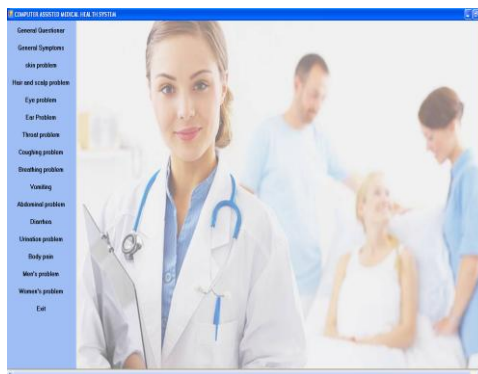 COMPUTER ASSISTED MEDICAL HEALTH SYSTEM
General Questionar
General Symptoms
skin problem
Hair and scalp problem
Eye problem
Ear Problem
Throat problem
Coughing problem
Breathing problem
Vomiting
Abdominal problem
Diarrhea
Urination problem
Body pain
Men's problem
Women's problem
Exit